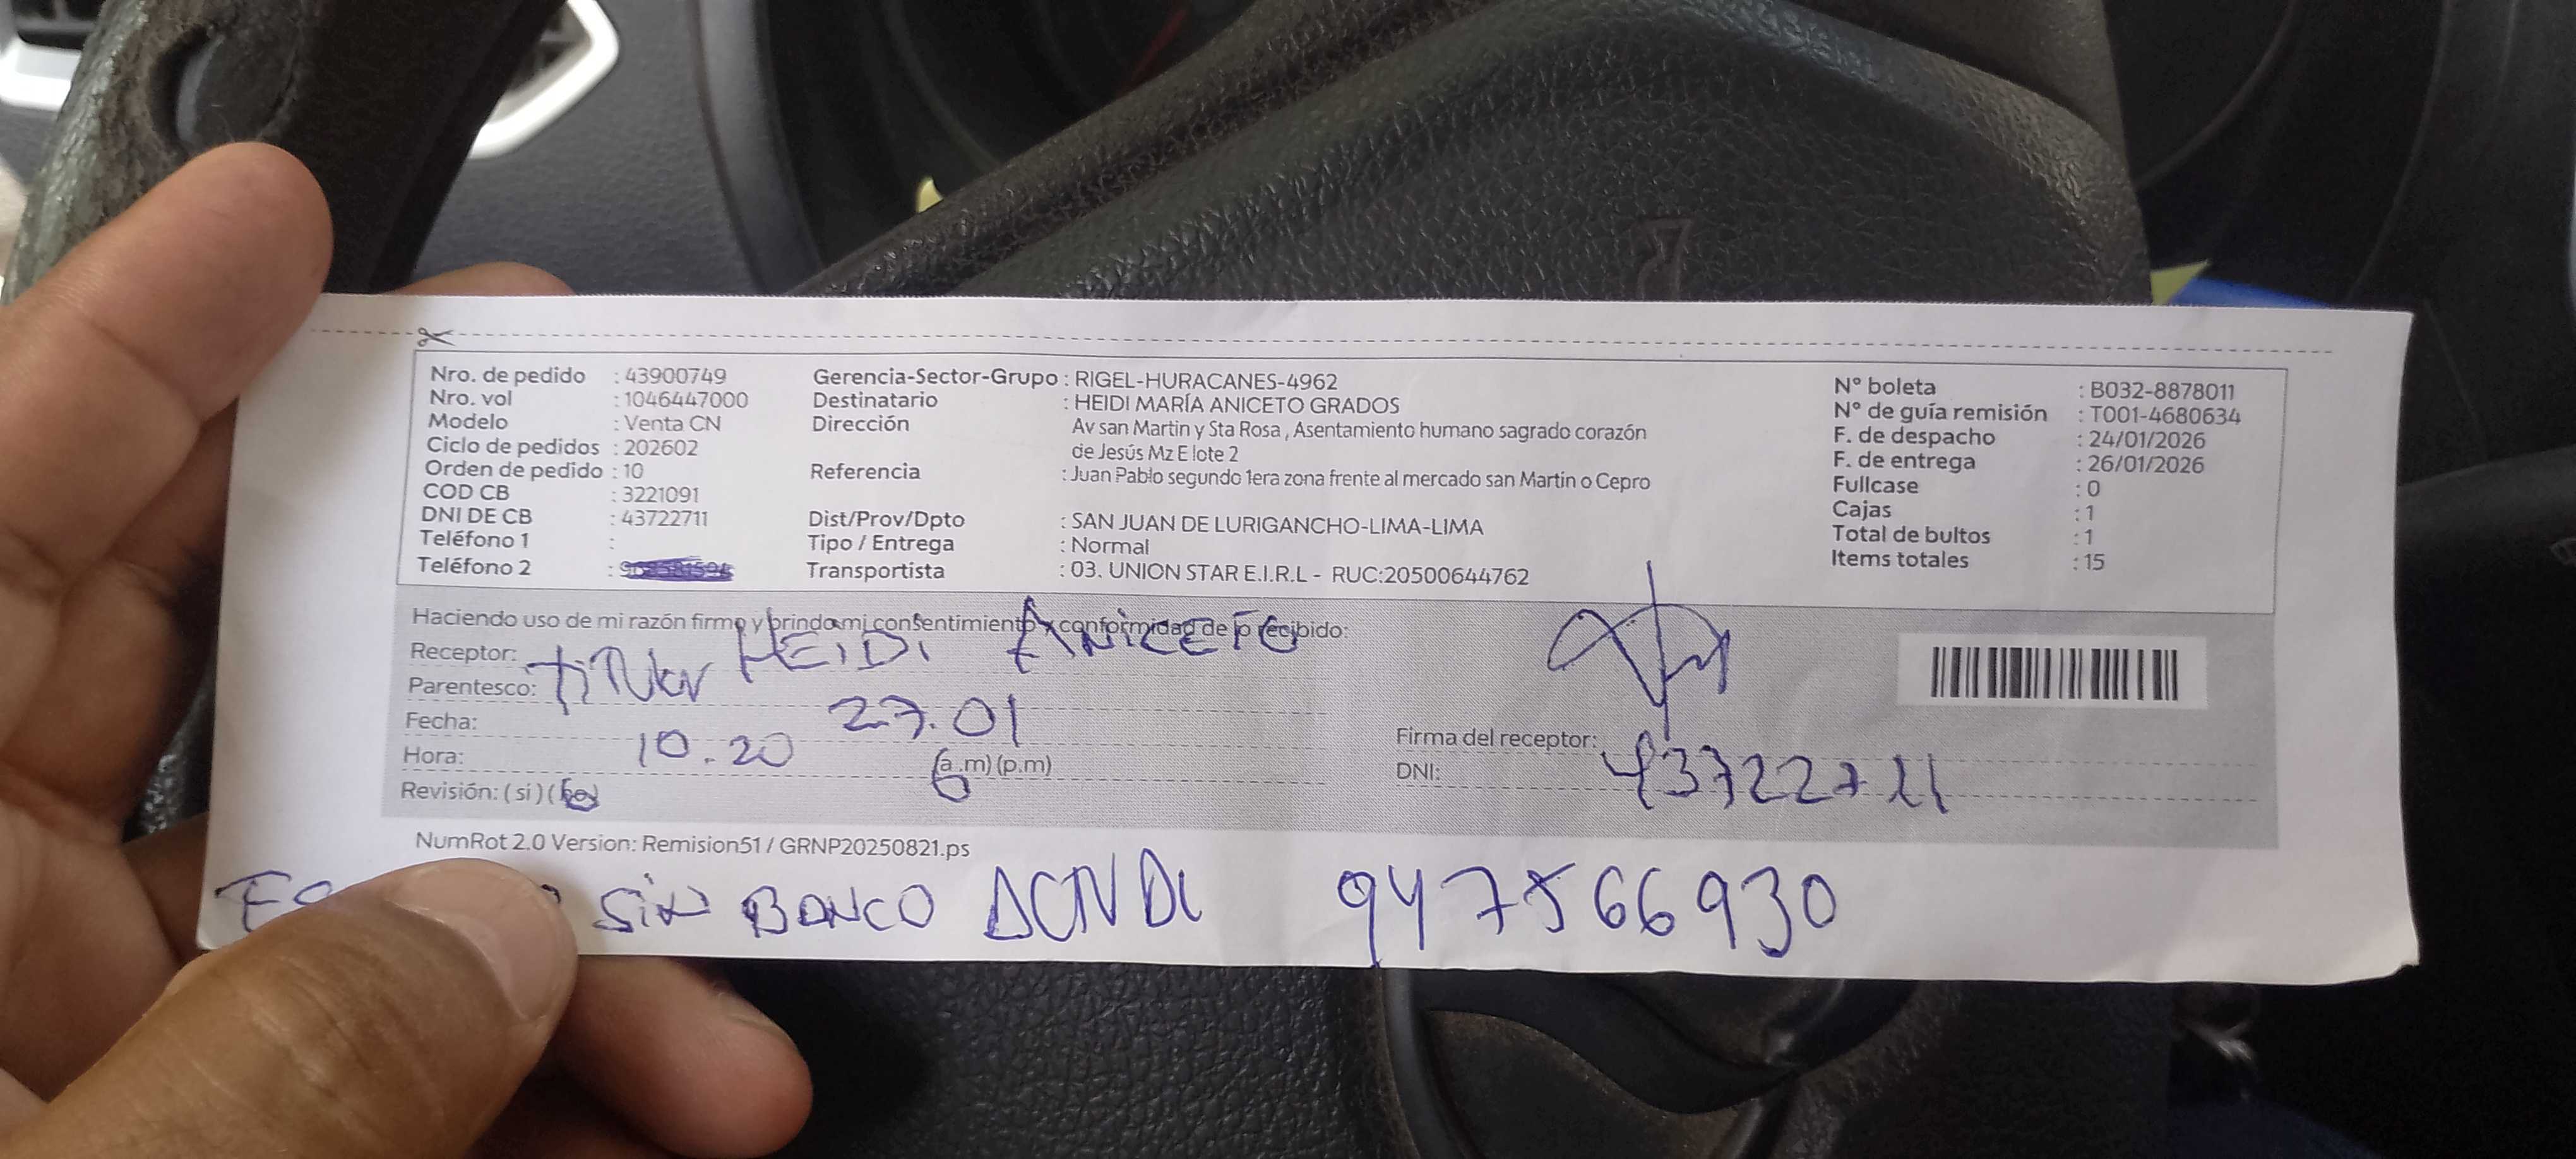 Nro. de pedido : 43900749
Nro. vol : 1046447000
Modelo : Venta CN
Ciclo de pedidos : 202602
Orden de pedido : 10
COD CB : 3221091
DNI DE CB : 43722711
Teléfono 1 :
Teléfono 2 :
Gerencia-Sector-Grupo : RIGEL-HURACANES-4962
Destinatario : HEIDI MARÍA ANICETO GRADOS
Dirección Av san Martin y Sta Rosa , Asentamiento humano sagrado corazón
de Jesús Mz E lote 2
Referencia : Juan Pablo segundo 1era zona frente al mercado san Martin o Cepro
Dist/Prov/Dpto : SAN JUAN DE LURIGANCHO-LIMA-LIMA
Tipo / Entrega : Normal
Transportista : 03. UNION STAR E.I.R.L - RUC:20500644762
N° boleta : B032-8878011
N° de guía remisión : T001-4680634
F. de despacho : 24/01/2026
F. de entrega : 26/01/2026
Fullcase : 0
Cajas : 1
Total de bultos : 1
Items totales : 15
Haciendo uso de mi razón firmo y brindo mi consentimiento y conformidad de lo recibido:
Receptor: HEIDI ANICETO
Parentesco: TiTular
Fecha: 27.01
Hora: 10.20 (a.m) (p.m)
Revisión: ( si ) (no)
Firma del receptor:
DNI: 43722711
NumRot 2.0 Version: Remision51 / GRNP20250821.ps
SiN BANCO 947566930